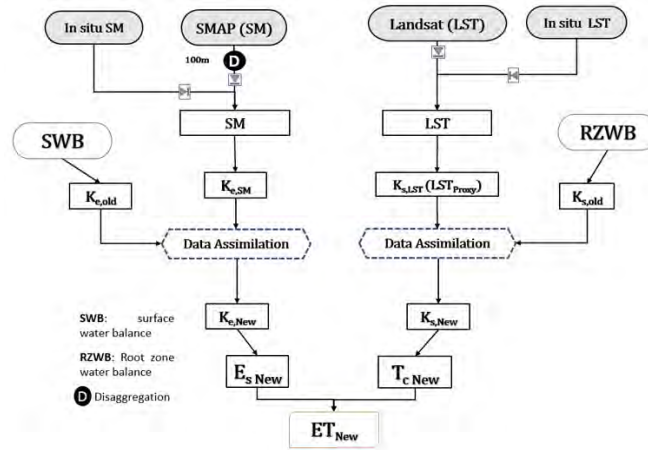 In situ SM
SMAP (SM)
Landsat (LST)
In situ LST
100m
D
SM
LST
SWB
RZWB
Ke,old
Ke,SM
Ks,LST (LSTProxy)
Ks,old
Data Assimilation
Data Assimilation
Ke,New
Ks,New
SWB: surface
water balance
RZWB: Root zone
water balance
D Disaggregation
Es New
Tc New
ETNew